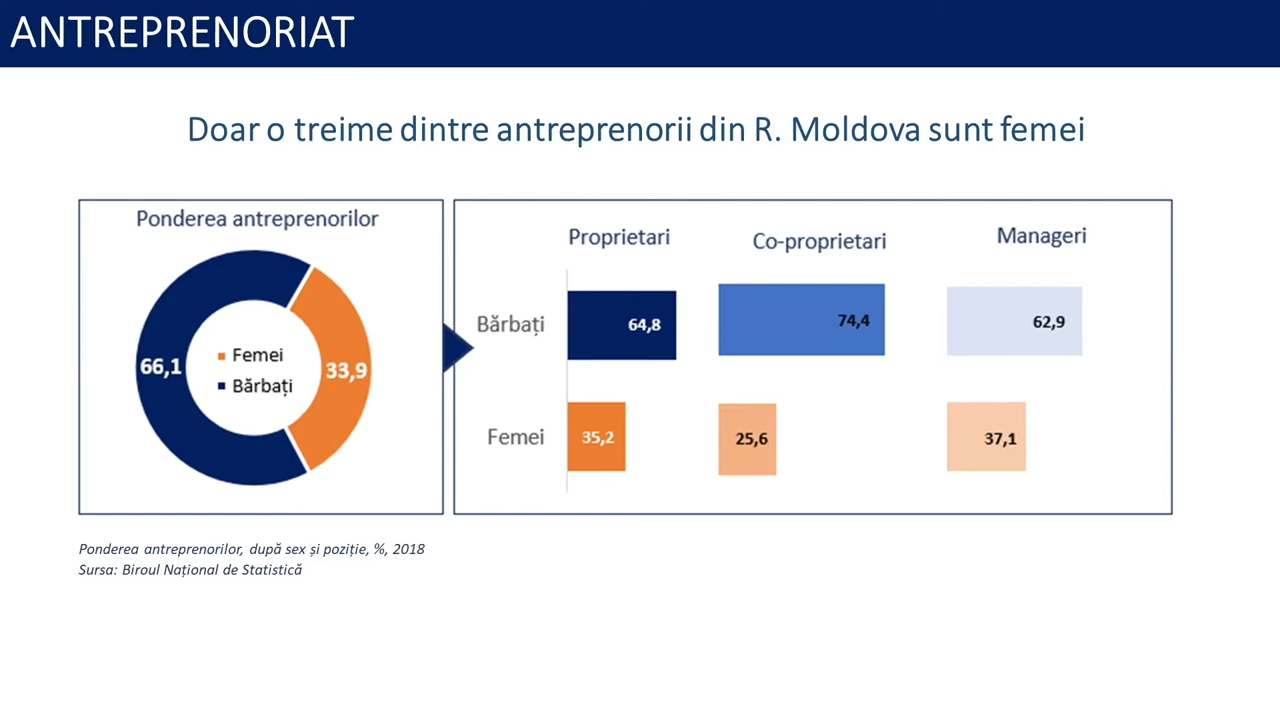 ANTREPRENORIAT
Doar o treime dintre antreprenorii din R. Moldova sunt femei
Ponderea antreprenorilor
66,1
Femei
Bărbați
33,9
Proprietari
Co-proprietari
Manageri
Bărbați
64,8
74,4
62,9
Femei
35,2
25,6
37,1
Ponderea antreprenorilor, după sex și poziție, %, 2018
Sursa: Biroul Național de Statistică